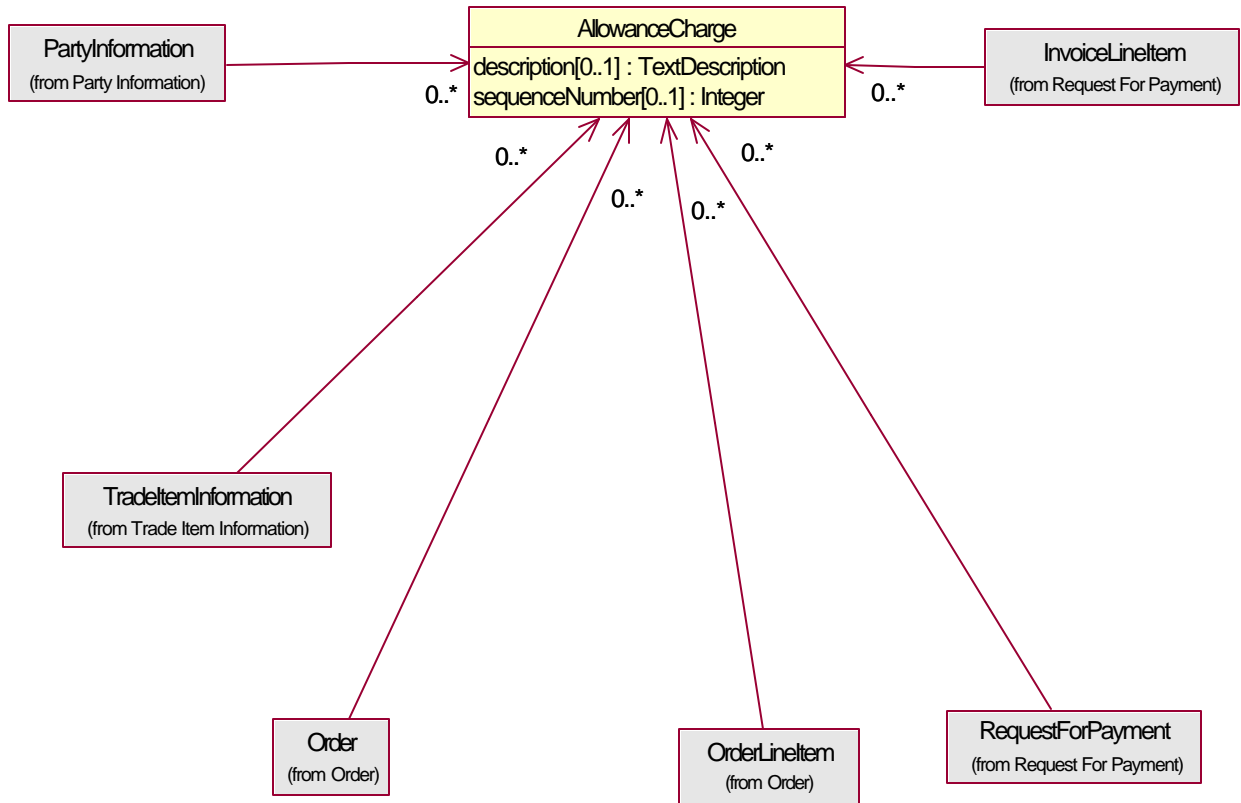 AllowanceCharge
description[0..1] : TextDescription
sequenceNumber[0..1] : Integer
PartyInformation
(from Party Information)
0..*
InvoiceLineItem
(from Request For Payment)
0..*
0..*
0..*
0..*
0..*
TradeItemInformation
(from Trade Item Information)
Order
(from Order)
OrderLineItem
(from Order)
RequestForPayment
(from Request For Payment)